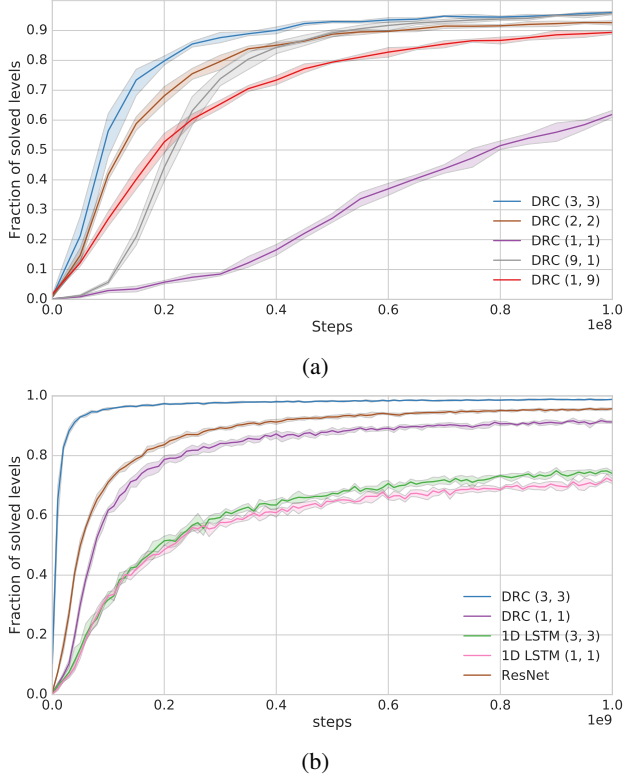 0.9
0.8
0.7
0.6
0.5
0.4
0.3
0.2
0.1
0.0
Fraction of solved levels
DRC (3, 3)
DRC (2, 2)
DRC (1, 1)
DRC (9, 1)
DRC (1, 9)
0.0 0.2 0.4 0.6 0.8 1.0
Steps
1e8
(a)
1.0
0.8
0.6
0.4
0.2
0.0
Fraction of solved levels
DRC (3, 3)
DRC (1, 1)
1D LSTM (3, 3)
1D LSTM (1, 1)
ResNet
0.0 0.2 0.4 0.6 0.8 1.0
steps
1e9
(b)